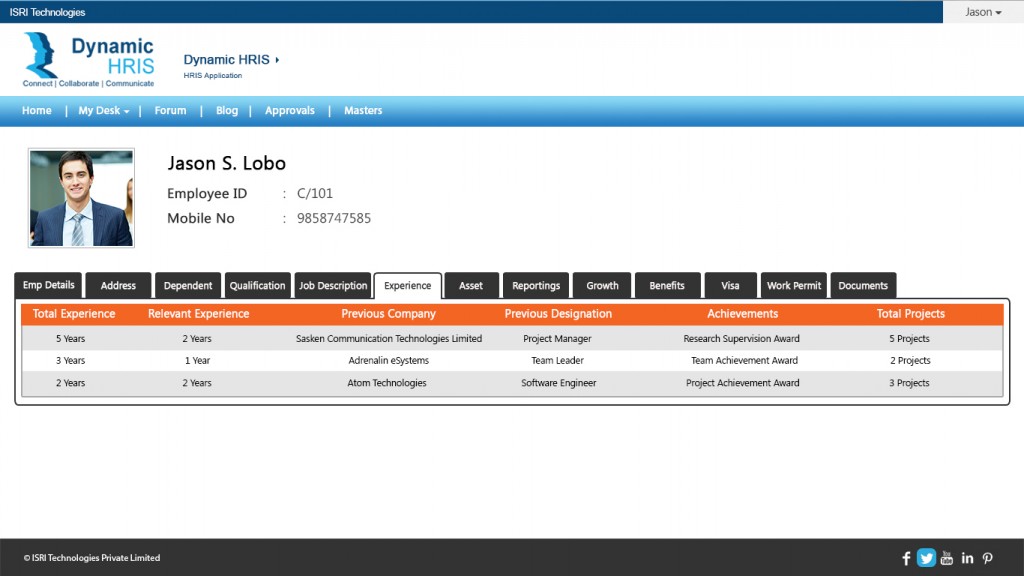 ISRI Technologies
Jason
Dynamic
HRIS
Connect | Collaborate | Communicate
Dynamic HRIS
HRIS Application
Home | My Desk | Forum | Blog | Approvals | Masters
Jason S. Lobo
Employee ID : C/101
Mobile No : 9858747585
Emp Details Address Dependent Qualification Job Description Experience Asset Reportings Growth Benefits Visa Work Permit Documents
Total Experience Relevant Experience Previous Company Previous Designation Achievements Total Projects
5 Years 2 Years Sasken Communication Technologies Limited Project Manager Research Supervision Award 5 Projects
3 Years 1 Year Adrenalin eSystems Team Leader Team Achievement Award 2 Projects
2 Years 2 Years Atom Technologies Software Engineer Project Achievement Award 3 Projects
© ISRI Technologies Private Limited